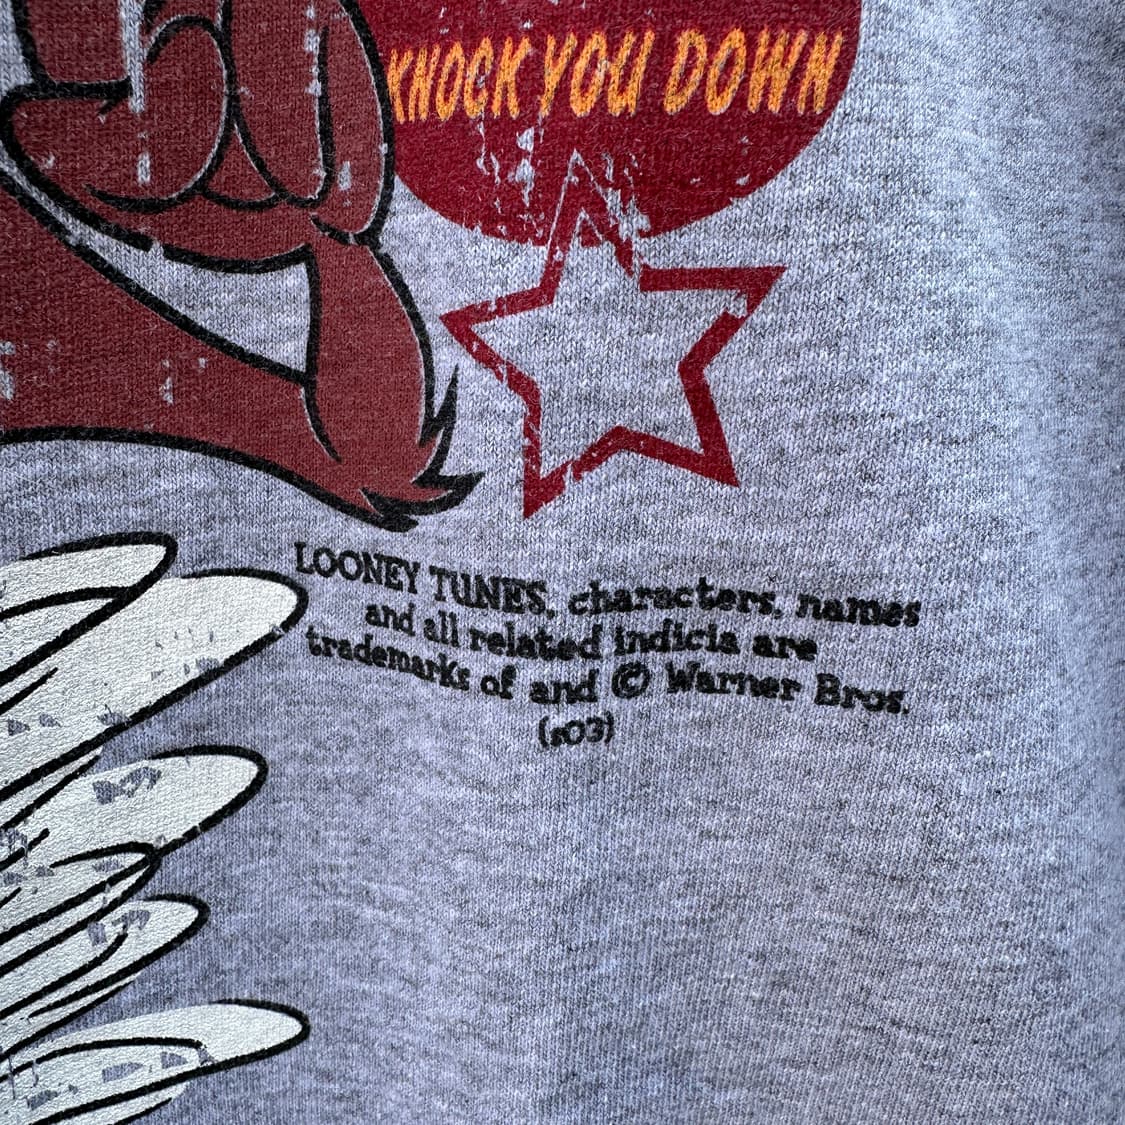 KNOCK YOU DOWN
LOONEY TUNES, characters, names
and all related indicia are
trademarks of and © Warner Bros.
(s03)